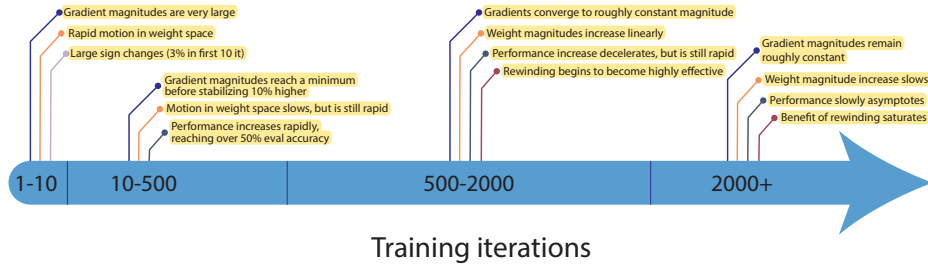 Gradient magnitudes are very large
Rapid motion in weight space
Large sign changes (3% in first 10 it)
Gradient magnitudes reach a minimum
before stabilizing 10% higher
Motion in weight space slows, but is still rapid
Performance increases rapidly,
reaching over 50% eval accuracy
Gradients converge to roughly constant magnitude
Weight magnitudes increase linearly
Performance increase decelerates, but is still rapid
Rewinding begins to become highly effective
Gradient magnitudes remain
roughly constant
Weight magnitude increase slows
Performance slowly asymptotes
Benefit of rewinding saturates
1-10
10-500
500-2000
2000+
Training iterations